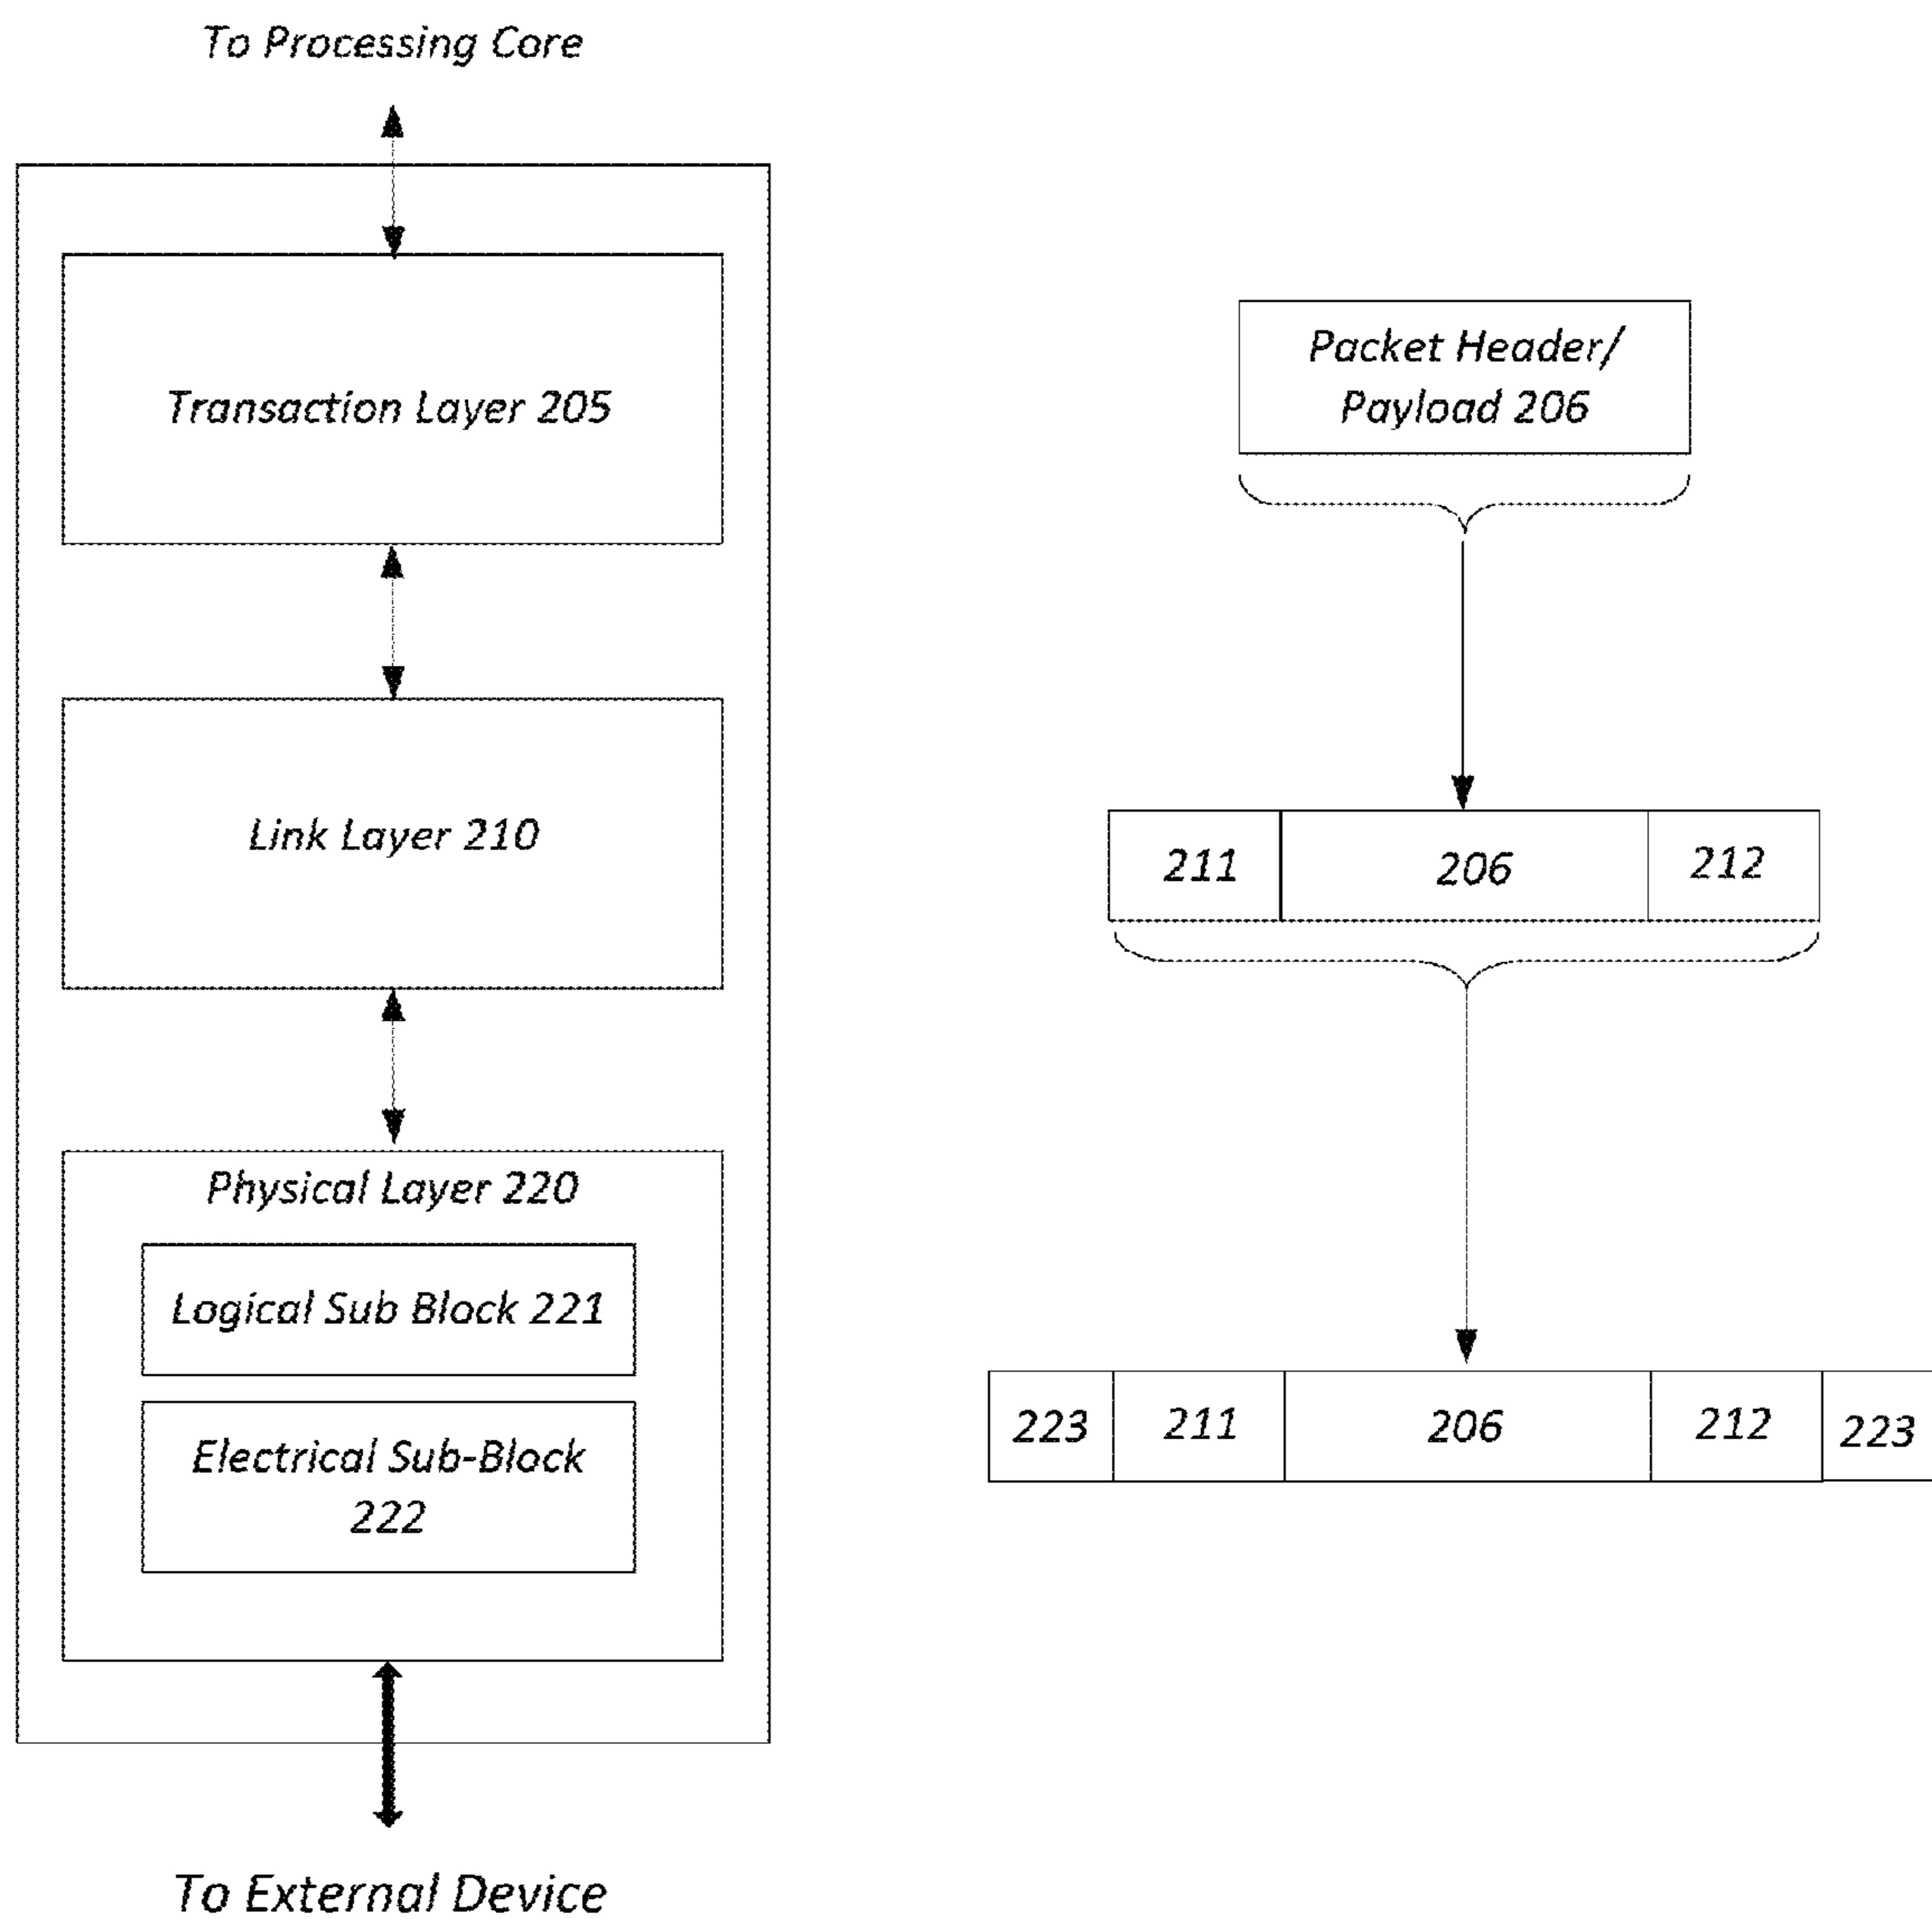 To Processing Core
Transaction Layer 205
Link Layer 210
Physical Layer 220
Logical Sub Block 221
Electrical Sub-Block
222
To External Device
Packet Header/
Payload 206
211 206 212
223 211 206 212 223